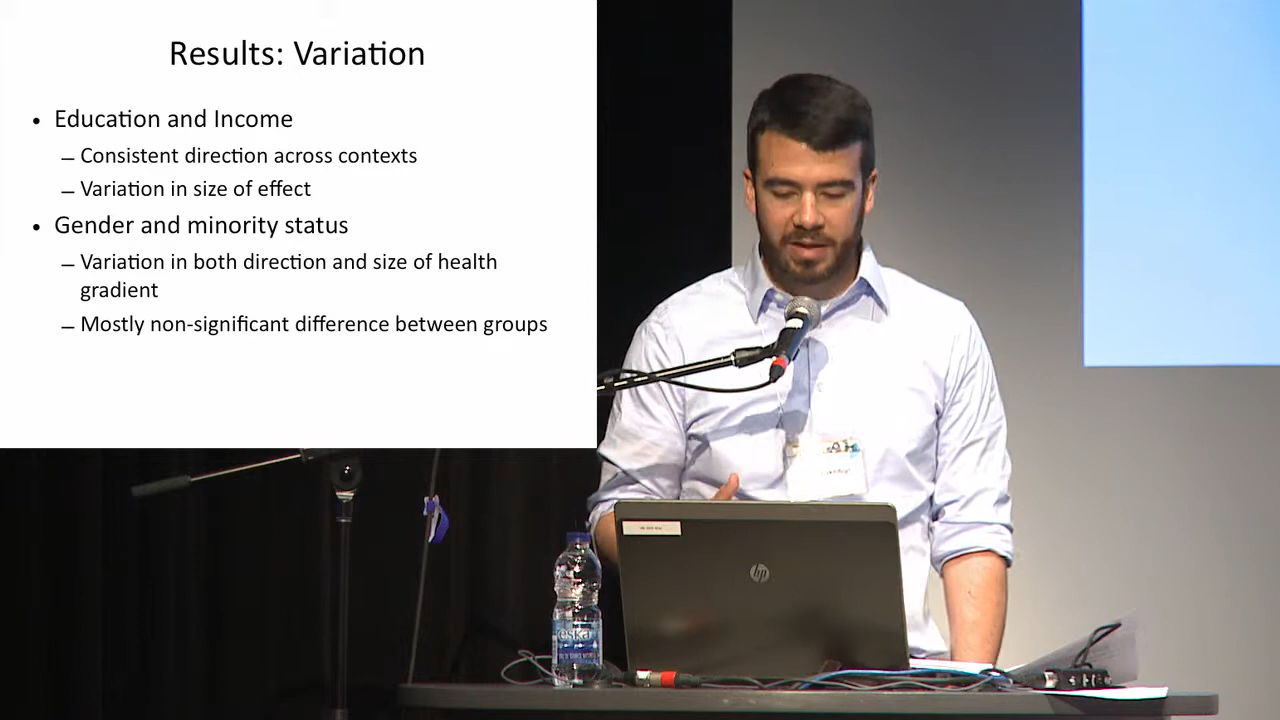 Results: Variation
• Education and Income
– Consistent direction across contexts
– Variation in size of effect
• Gender and minority status
– Variation in both direction and size of health
gradient
– Mostly non-significant difference between groups
hp
eska